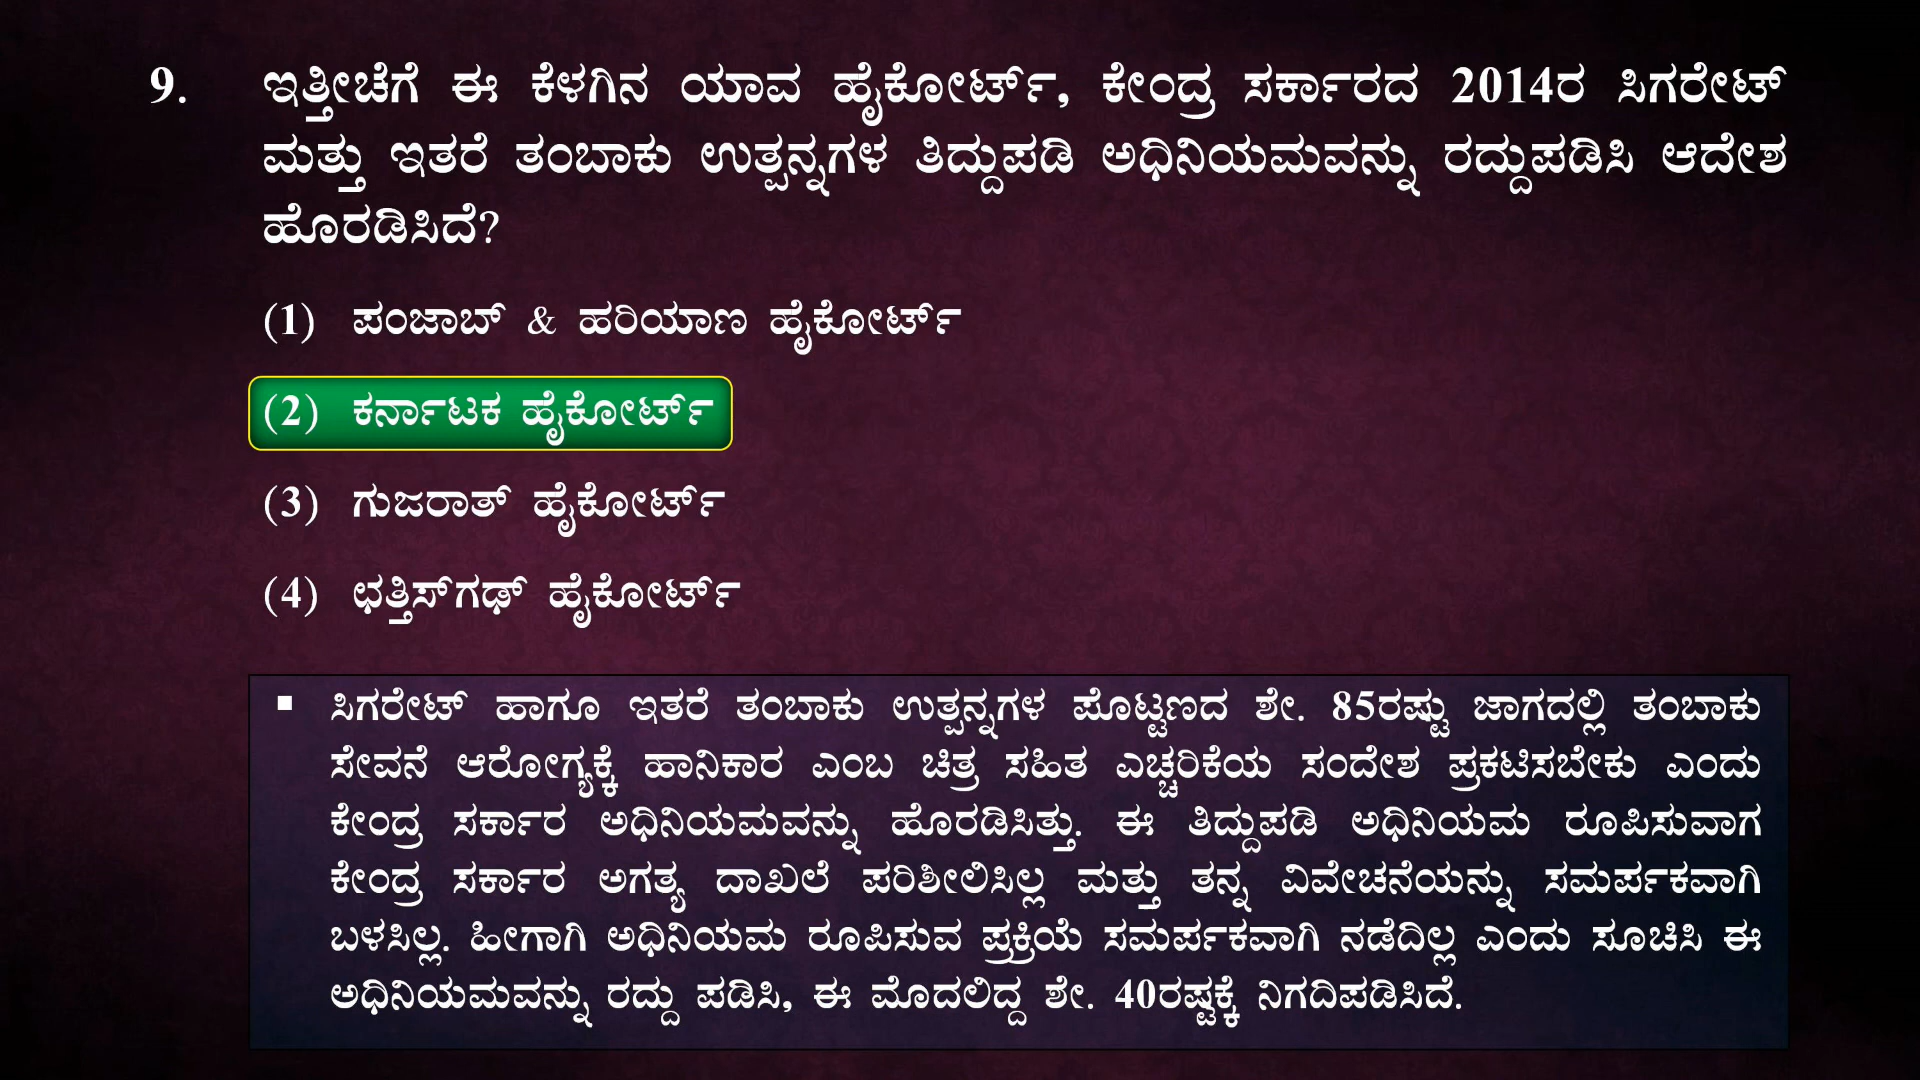 9. ಇತ್ತೀಚೆಗೆ ಈ ಕೆಳಗಿನ ಯಾವ ಹೈಕೋರ್ಟ್, ಕೇಂದ್ರ ಸರ್ಕಾರದ 2014ರ ಸಿಗರೇಟ್
ಮತ್ತು ಇತರೆ ತಂಬಾಕು ಉತ್ಪನ್ನಗಳ ತಿದ್ದುಪಡಿ ಅಧಿನಿಯಮವನ್ನು ರದ್ದುಪಡಿಸಿ ಆದೇಶ
ಹೊರಡಿಸಿದೆ?
(1) ಪಂಜಾಬ್ & ಹರಿಯಾಣ ಹೈಕೋರ್ಟ್
(2) ಕರ್ನಾಟಕ ಹೈಕೋರ್ಟ್
(3) ಗುಜರಾತ್ ಹೈಕೋರ್ಟ್
(4) ಛತ್ತಿಸ್‌ಗಢ್ ಹೈಕೋರ್ಟ್
▪ ಸಿಗರೇಟ್ ಹಾಗೂ ಇತರೆ ತಂಬಾಕು ಉತ್ಪನ್ನಗಳ ಪೊಟ್ಟಣದ ಶೇ. 85ರಷ್ಟು ಜಾಗದಲ್ಲಿ ತಂಬಾಕು
ಸೇವನೆ ಆರೋಗ್ಯಕ್ಕೆ ಹಾನಿಕಾರ ಎಂಬ ಚಿತ್ರ ಸಹಿತ ಎಚ್ಚರಿಕೆಯ ಸಂದೇಶ ಪ್ರಕಟಿಸಬೇಕು ಎಂದು
ಕೇಂದ್ರ ಸರ್ಕಾರ ಅಧಿನಿಯಮವನ್ನು ಹೊರಡಿಸಿತ್ತು. ಈ ತಿದ್ದುಪಡಿ ಅಧಿನಿಯಮ ರೂಪಿಸುವಾಗ
ಕೇಂದ್ರ ಸರ್ಕಾರ ಅಗತ್ಯ ದಾಖಲೆ ಪರಿಶೀಲಿಸಿಲ್ಲ ಮತ್ತು ತನ್ನ ವಿವೇಚನೆಯನ್ನು ಸಮರ್ಪಕವಾಗಿ
ಬಳಸಿಲ್ಲ. ಹೀಗಾಗಿ ಅಧಿನಿಯಮ ರೂಪಿಸುವ ಪ್ರಕ್ರಿಯೆ ಸಮರ್ಪಕವಾಗಿ ನಡೆದಿಲ್ಲ ಎಂದು ಸೂಚಿಸಿ ಈ
ಅಧಿನಿಯಮವನ್ನು ರದ್ದು ಪಡಿಸಿ, ಈ ಮೊದಲಿದ್ದ ಶೇ. 40ರಷ್ಟಕ್ಕೆ ನಿಗದಿಪಡಿಸಿದೆ.